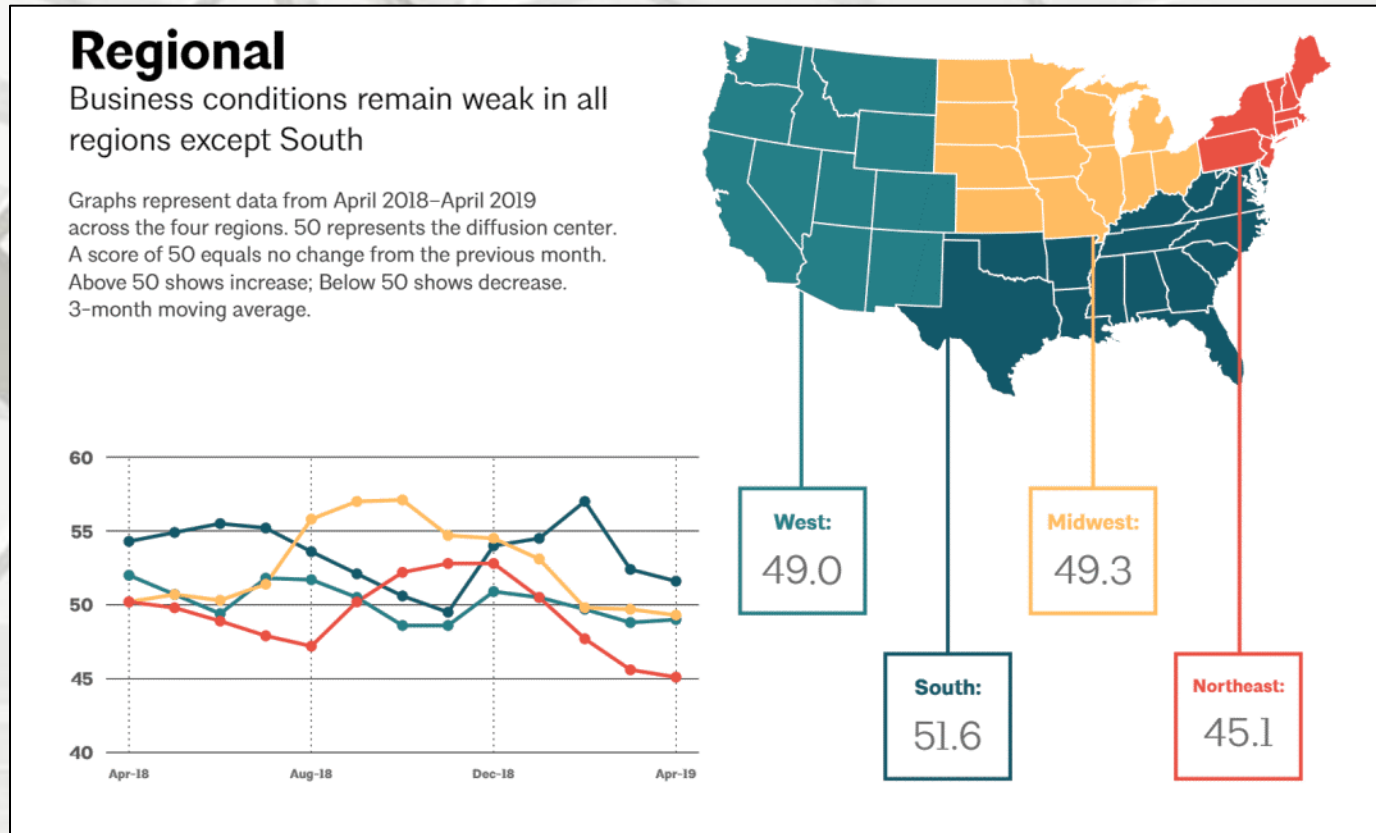 Regional
Business conditions remain weak in all
regions except South
Graphs represent data from April 2018–April 2019
across the four regions. 50 represents the diffusion center.
A score of 50 equals no change from the previous month.
Above 50 shows increase; Below 50 shows decrease.
3-month moving average.
60
55
50
45
40
Apr-18
Aug-18
Dec-18
Apr-19
West:
49.0
Midwest:
49.3
South:
51.6
Northeast:
45.1